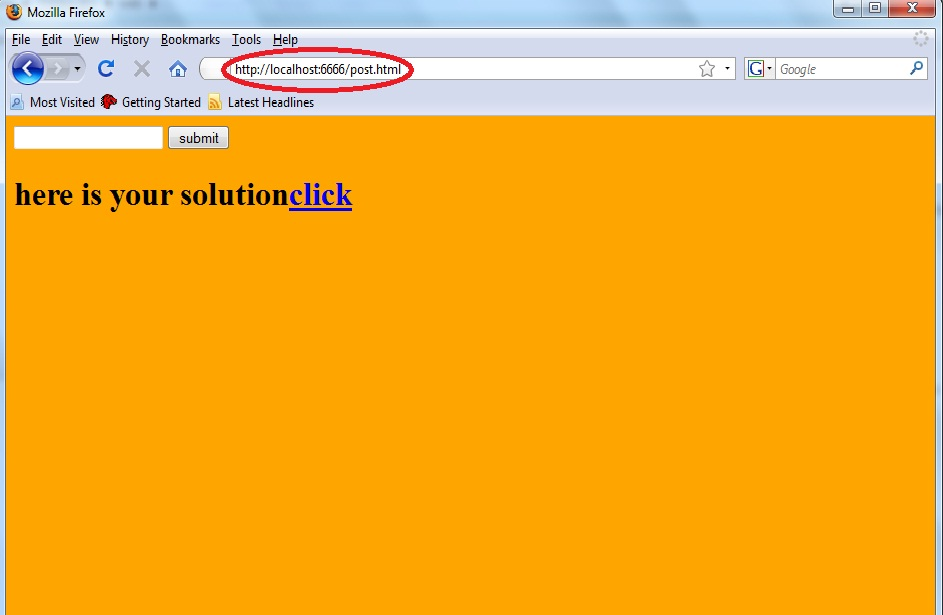 Mozilla Firefox
File Edit View History Bookmarks Tools Help
http://localhost:6666/post.html G Google
Most Visited Getting Started Latest Headlines
submit
here is your solutionclick